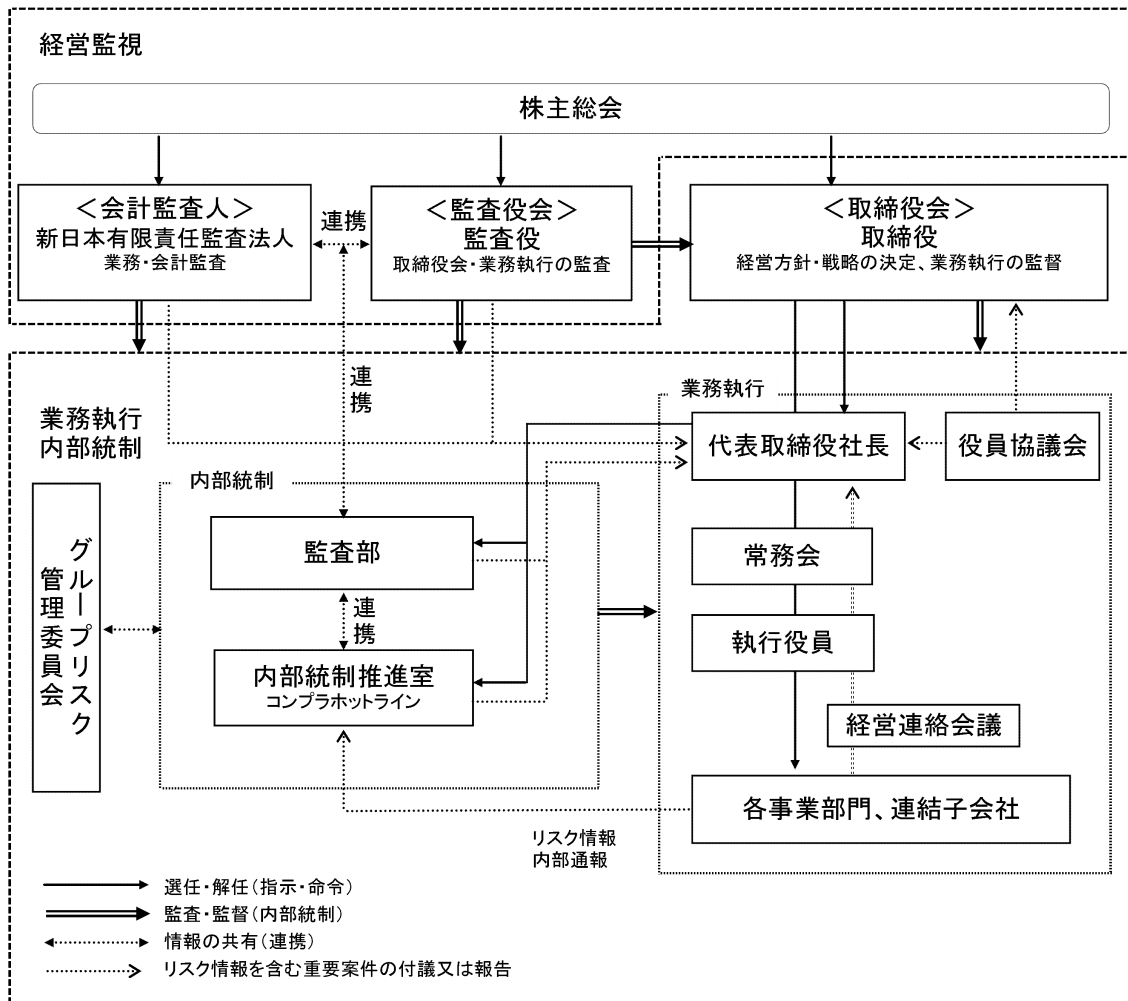 経営監視
株主総会
＜会計監査人＞
新日本有限責任監査法人
業務・会計監査
連携
＜監査役会＞
監査役
取締役会・業務執行の監査
＜取締役会＞
取締役
経営方針・戦略の決定、業務執行の監督
連携
業務執行
内部統制
業務執行
代表取締役社長
役員協議会
内部統制
グループリスク
管理委員会
監査部
連携
内部統制推進室
コンプラホットライン
常務会
執行役員
経営連絡会議
各事業部門、連結子会社
リスク情報
内部通報
選任・解任（指示・命令）
監査・監督（内部統制）
情報の共有（連携）
リスク情報を含む重要案件の付議又は報告